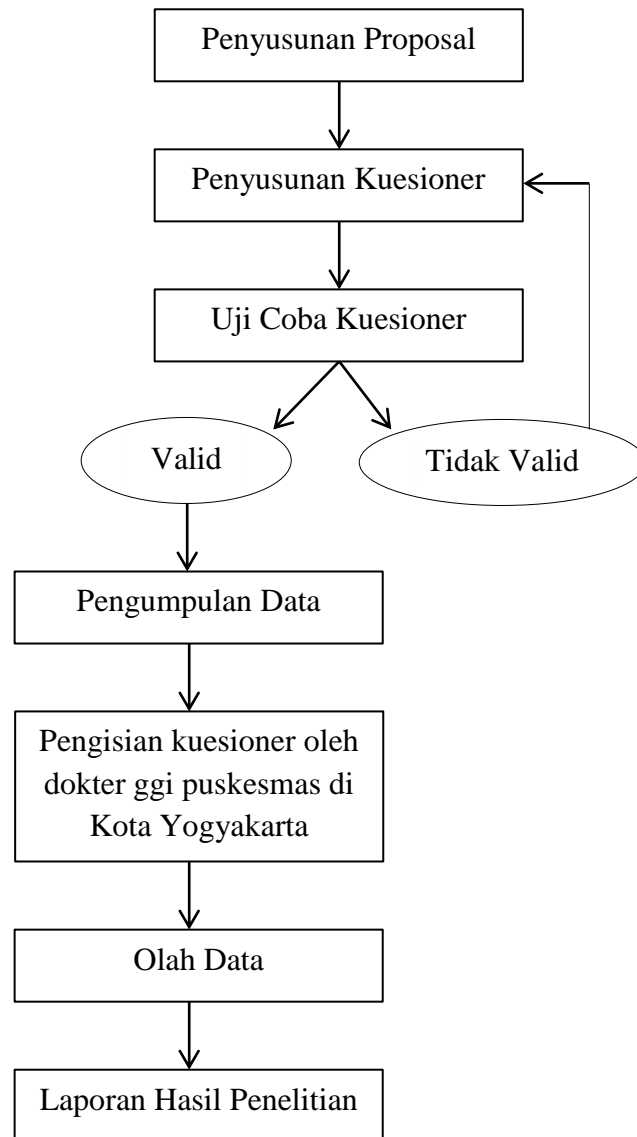 Penyusunan Proposal
Penyusunan Kuesioner
Uji Coba Kuesioner
Valid
Tidak Valid
Pengumpulan Data
Pengisian kuesioner oleh
dokter ggi puskesmas di
Kota Yogyakarta
Olah Data
Laporan Hasil Penelitian